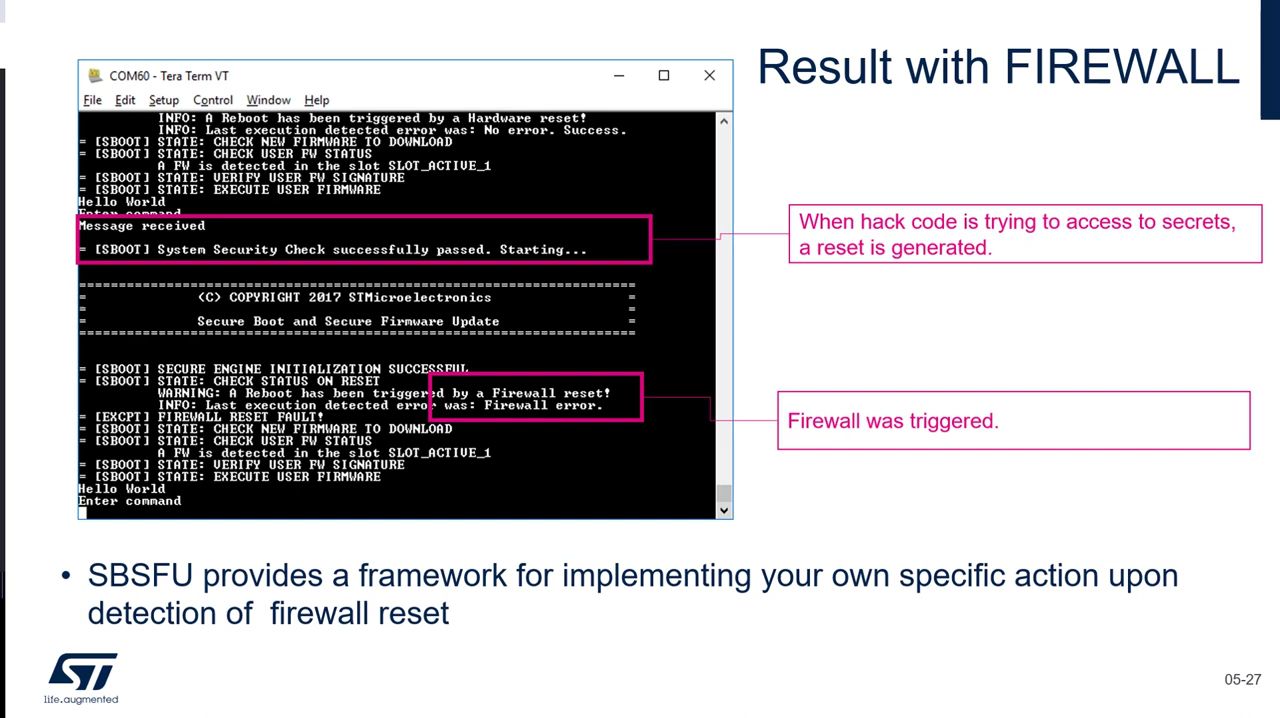 Result with FIREWALL
COM60 - Tera Term VT
File Edit Setup Control Window Help
INFO: A Reboot has been triggered by a Hardware reset!
INFO: Last execution detected error was: No error. Success.
= [SBOOT] STATE: CHECK NEW FIRMWARE TO DOWNLOAD
= [SBOOT] STATE: CHECK USER FW STATUS
A FW is detected in the slot SLOT_ACTIVE_1
= [SBOOT] STATE: VERIFY USER FW SIGNATURE
= [SBOOT] STATE: EXECUTE USER FIRMWARE
Hello World
Enter command
Message received
= [SBOOT] System Security Check successfully passed. Starting...
======================================================================
= (C) COPYRIGHT 2017 STMicroelectronics =
= =
= Secure Boot and Secure Firmware Update =
======================================================================
= [SBOOT] SECURE ENGINE INITIALIZATION SUCCESSFUL
= [SBOOT] STATE: CHECK STATUS ON RESET
WARNING: A Reboot has been triggered by a Firewall reset!
INFO: Last execution detected error was: Firewall error.
= [EXCPT] FIREWALL RESET FAULT!
= [SBOOT] STATE: CHECK NEW FIRMWARE TO DOWNLOAD
= [SBOOT] STATE: CHECK USER FW STATUS
A FW is detected in the slot SLOT_ACTIVE_1
= [SBOOT] STATE: VERIFY USER FW SIGNATURE
= [SBOOT] STATE: EXECUTE USER FIRMWARE
Hello World
Enter command
When hack code is trying to access to secrets,
a reset is generated.
Firewall was triggered.
• SBSFU provides a framework for implementing your own specific action upon
detection of firewall reset
ST
life.augmented
05-27